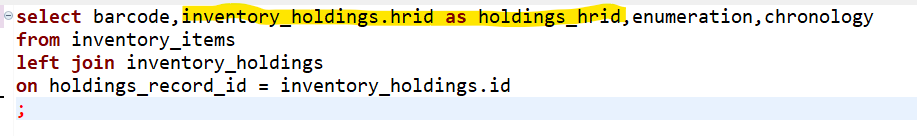 select barcode,inventory_holdings.hrid as holdings_hrid,enumeration,chronology
from inventory_items
left join inventory_holdings
on holdings_record_id = inventory_holdings.id
;